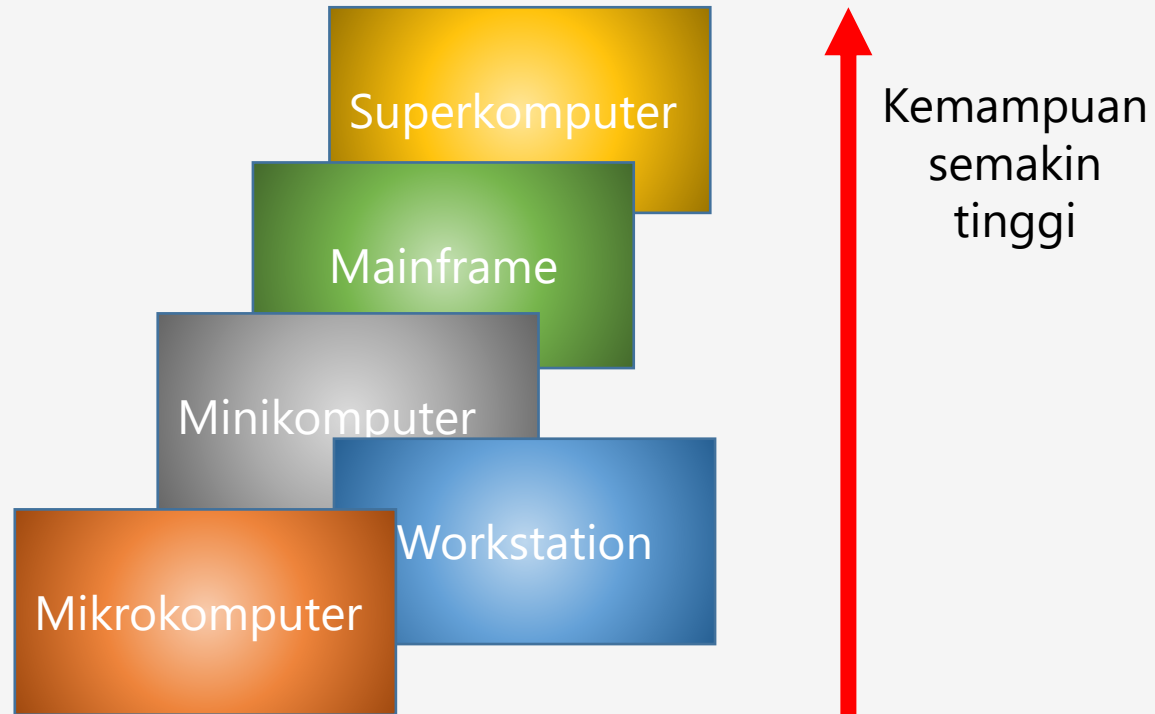 Superkomputer
Mainframe
Minikomputer
Workstation
Mikrokomputer
Kemampuan
semakin
tinggi